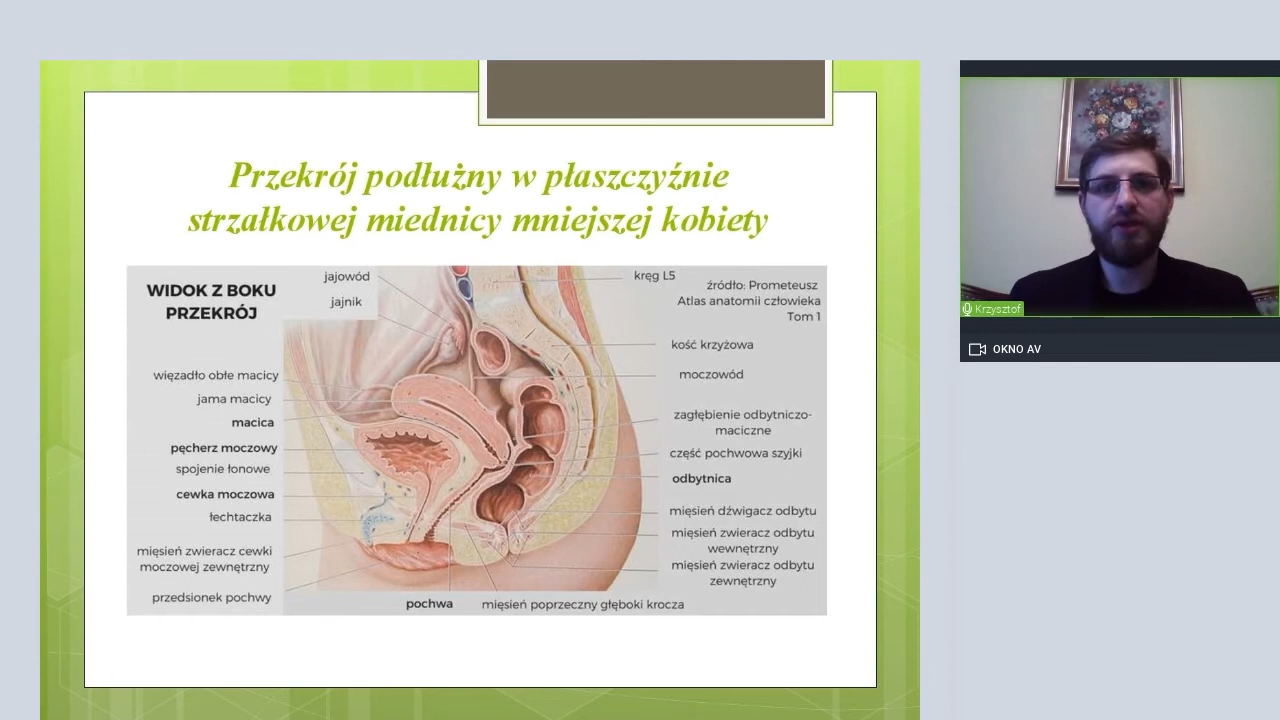 Przekrój podłużny w płaszczyźnie
strzałkowej miednicy mniejszej kobiety
WIDOK Z BOKU
PRZEKRÓJ
jajowód
jajnik
kręg L5
źródło: Prometeusz
Atlas anatomii człowieka
Tom 1
więzadło obłe macicy
jama macicy
macica
pęcherz moczowy
spojenie łonowe
cewka moczowa
łechtaczka
mięsień zwieracz cewki
moczowej zewnętrzny
przedsionek pochwy
kość krzyżowa
moczowód
zagłębienie odbytniczo-
maciczne
część pochwowa szyjki
odbytnica
mięsień dźwigacz odbytu
mięsień zwieracz odbytu
wewnętrzny
mięsień zwieracz odbytu
zewnętrzny
pochwa
mięsień poprzeczny głęboki krocza
Krzysztof
OKNO AV